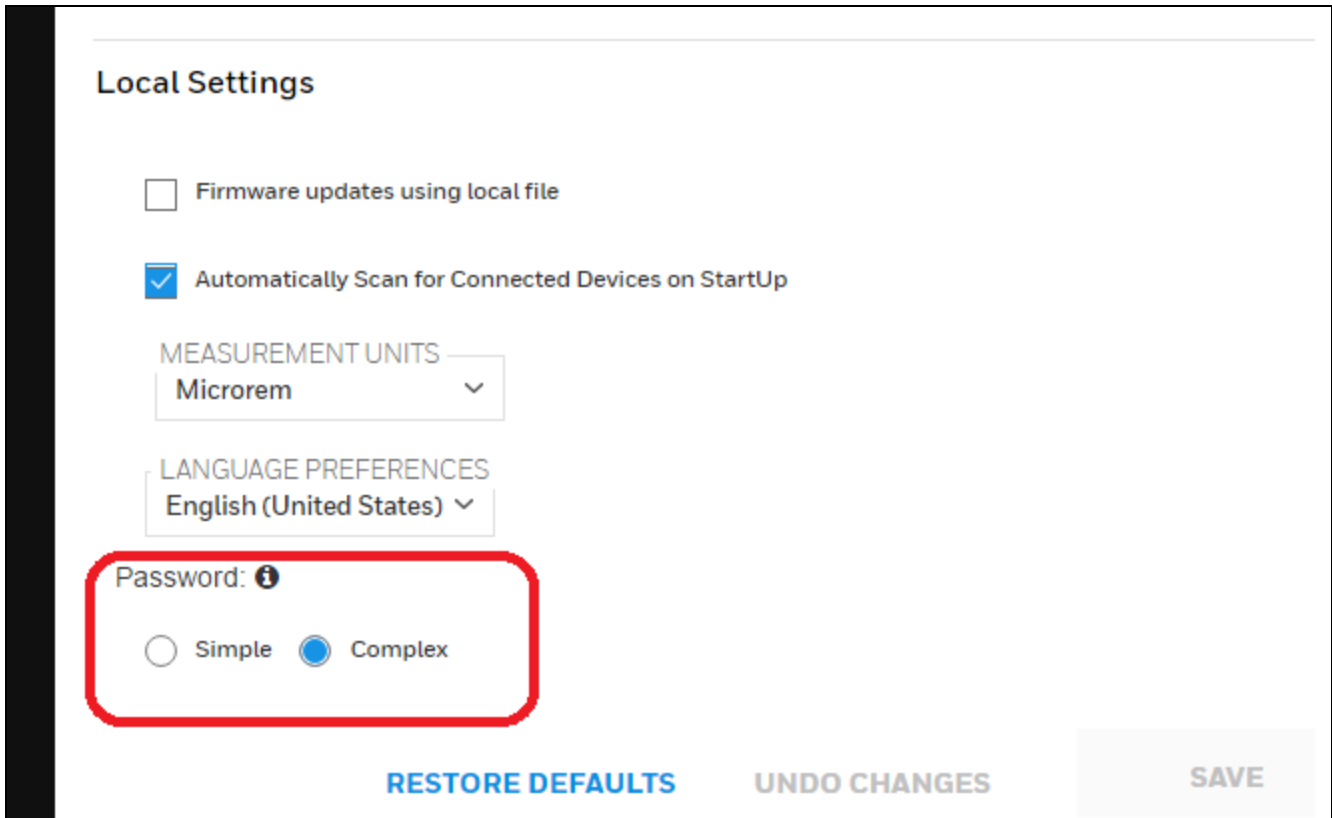 Local Settings
Firmware updates using local file
Automatically Scan for Connected Devices on StartUp
MEASUREMENT UNITS
Microrem
LANGUAGE PREFERENCES
English (United States)
Password:
Simple Complex
RESTORE DEFAULTS UNDO CHANGES SAVE